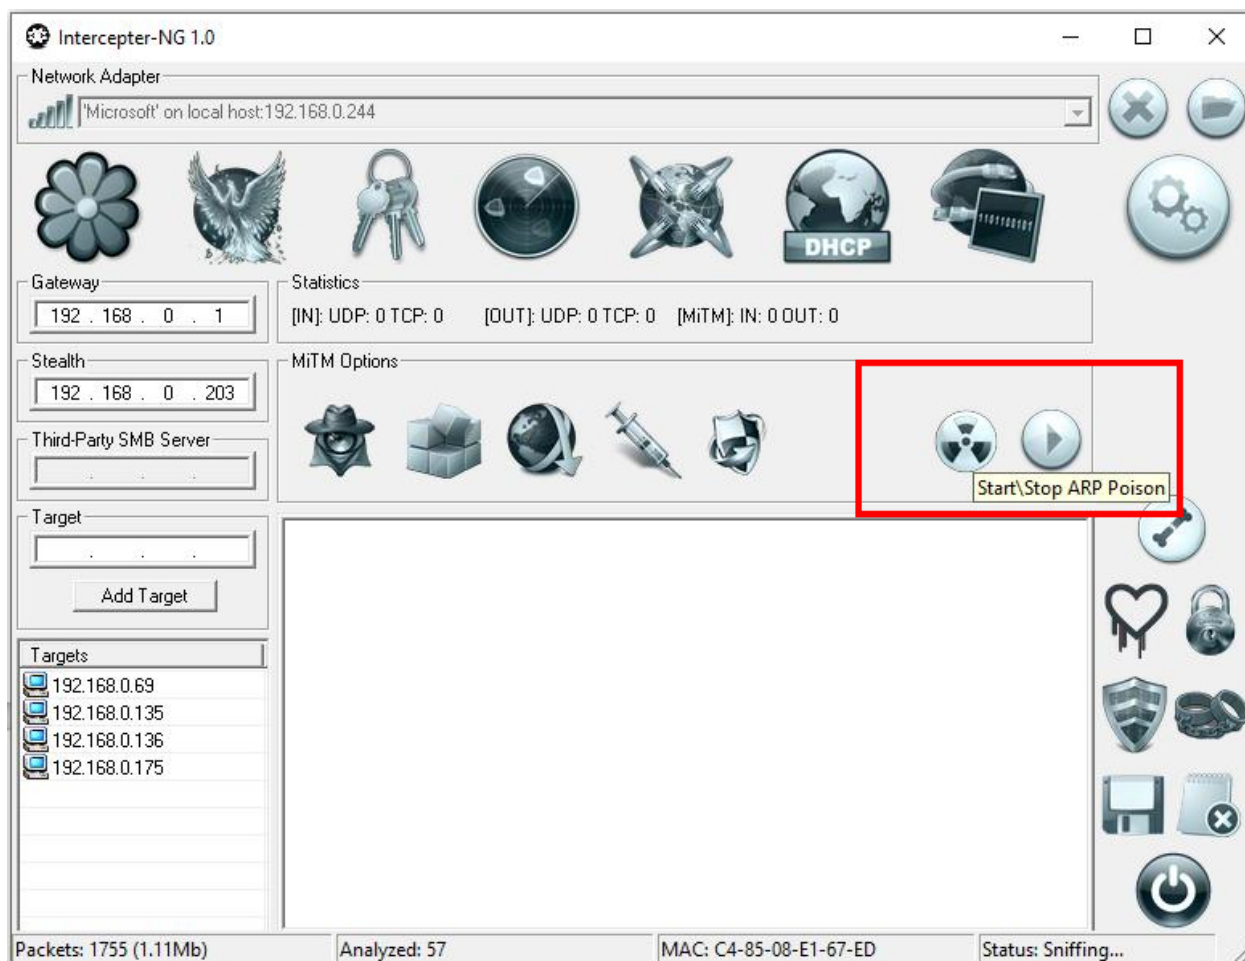 Intercepter-NG 1.0
Network Adapter
'Microsoft' on local host:192.168.0.244
DHCP
1101100101
Gateway
192 . 168 . 0 . 1
Statistics
[IN]: UDP: 0 TCP: 0 [OUT]: UDP: 0 TCP: 0 [MiTM]: IN: 0 OUT: 0
Stealth
192 . 168 . 0 . 203
MiTM Options
Third-Party SMB Server
. . .
Start\Stop ARP Poison
Target
. . .
Add Target
Targets
192.168.0.69
192.168.0.135
192.168.0.136
192.168.0.175
Packets: 1755 (1.11Mb) Analyzed: 57 MAC: C4-85-08-E1-67-ED Status: Sniffing...